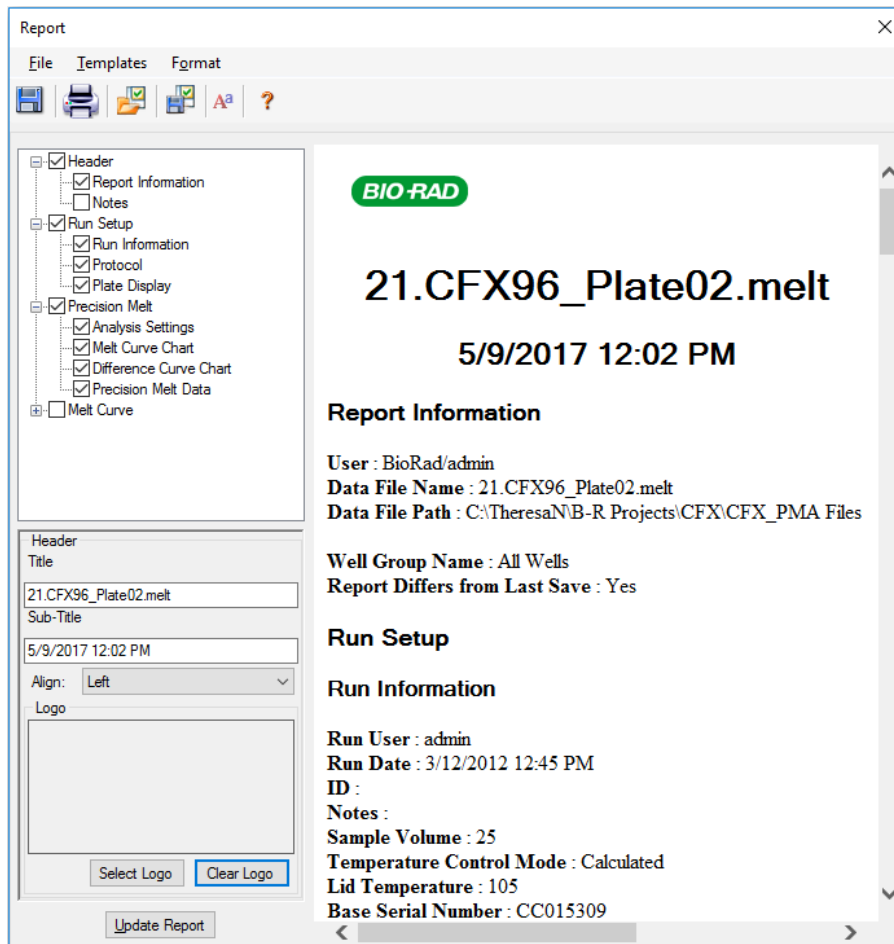 Report
File Templates Format
Aa ?
Header
Report Information
Notes
Run Setup
Run Information
Protocol
Plate Display
Precision Melt
Analysis Settings
Melt Curve Chart
Difference Curve Chart
Precision Melt Data
Melt Curve
Header
Title
21.CFX96_Plate02.melt
Sub-Title
5/9/2017 12:02 PM
Align: Left
Logo
Select Logo Clear Logo
Update Report
BIO-RAD
21.CFX96_Plate02.melt
5/9/2017 12:02 PM
Report Information
User : BioRad/admin
Data File Name : 21.CFX96_Plate02.melt
Data File Path : C:\TheresaN\B-R Projects\CFX\CFX_PMA Files
Well Group Name : All Wells
Report Differs from Last Save : Yes
Run Setup
Run Information
Run User : admin
Run Date : 3/12/2012 12:45 PM
ID :
Notes :
Sample Volume : 25
Temperature Control Mode : Calculated
Lid Temperature : 105
Base Serial Number : CC015309